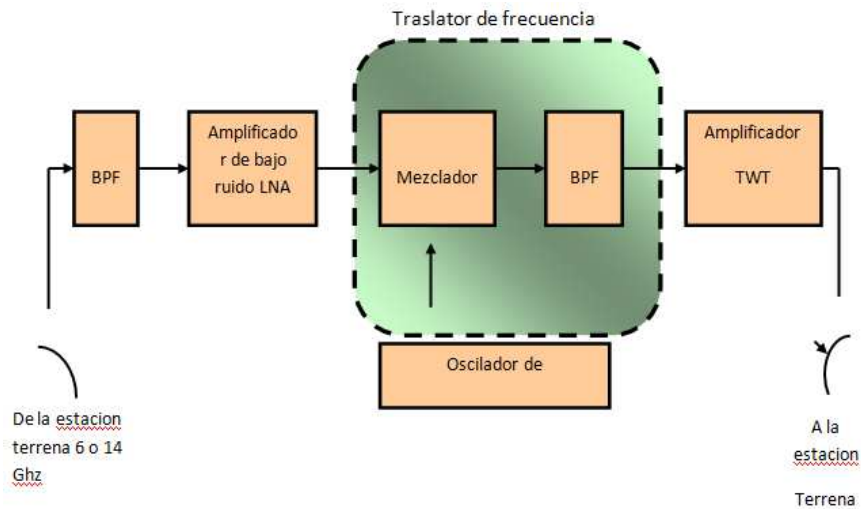 Traslator de frecuencia
BPF
Amplificado
r de bajo
ruido LNA
Mezclador
BPF
Amplificador
TWT
Oscilador de
De la estacion
terrena 6 o 14
Ghz
A la
estacion
Terrena